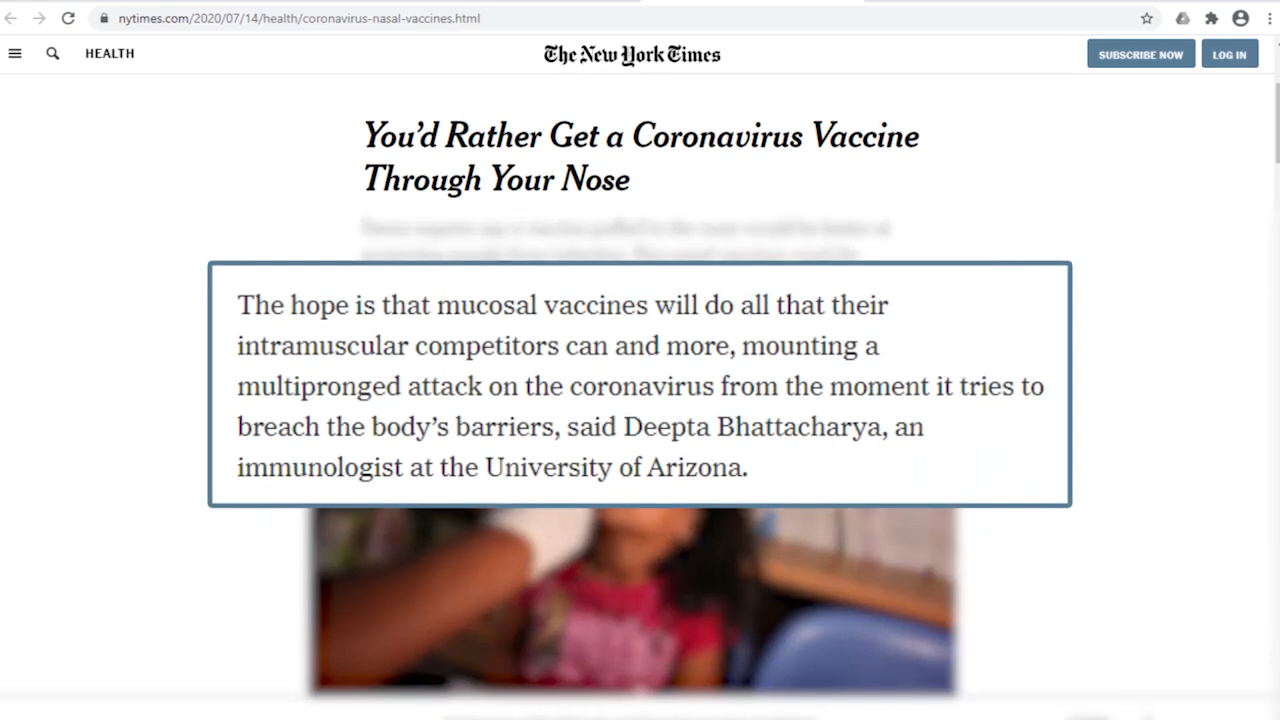 nytimes.com/2020/07/14/health/coronavirus-nasal-vaccines.html
HEALTH
The New York Times
SUBSCRIBE NOW
LOG IN
You’d Rather Get a Coronavirus Vaccine
Through Your Nose
The hope is that mucosal vaccines will do all that their
intramuscular competitors can and more, mounting a
multipronged attack on the coronavirus from the moment it tries to
breach the body’s barriers, said Deepta Bhattacharya, an
immunologist at the University of Arizona.